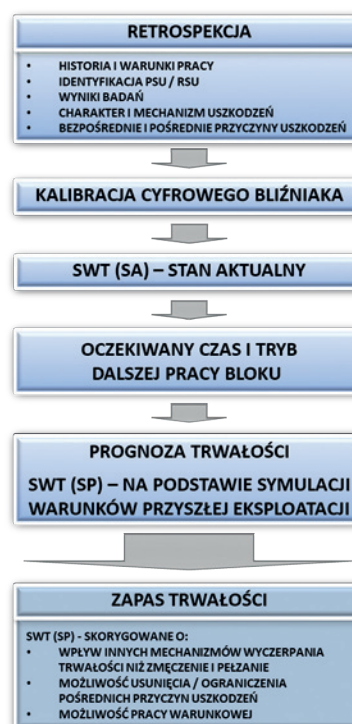 RETROSPEKCJA
• HISTORIA I WARUNKI PRACY
• IDENTYFIKACJA PSU / RSU
• WYNIKI BADAŃ
• CHARAKTER I MECHANIZM USZKODZEŃ
• BEZPOŚREDNIE I POŚREDNIE PRZYCZYNY USZKODZEŃ
KALIBRACJA CYFROWEGO BLIŹNIAKA
SWT (SA) – STAN AKTUALNY
OCZEKIWANY CZAS I TRYB
DALSZEJ PRACY BLOKU
PROGNOZA TRWAŁOŚCI
SWT (SP) – NA PODSTAWIE SYMULACJI
WARUNKÓW PRZYSZŁEJ EKSPLOATACJI
ZAPAS TRWAŁOŚCI
SWT (SP) - SKORYGOWANE O:
• WPŁYW INNYCH MECHANIZMÓW WYCZERPANIA
TRWAŁOŚCI NIŻ ZMĘCZENIE I PEŁZANIE
• MOŻLIWOŚĆ USUNIĘCIA / OGRANICZENIA
POŚREDNICH PRZYCZYN USZKODZEŃ
• MOŻLIWOŚĆ PRACY WARUNKOWEJ